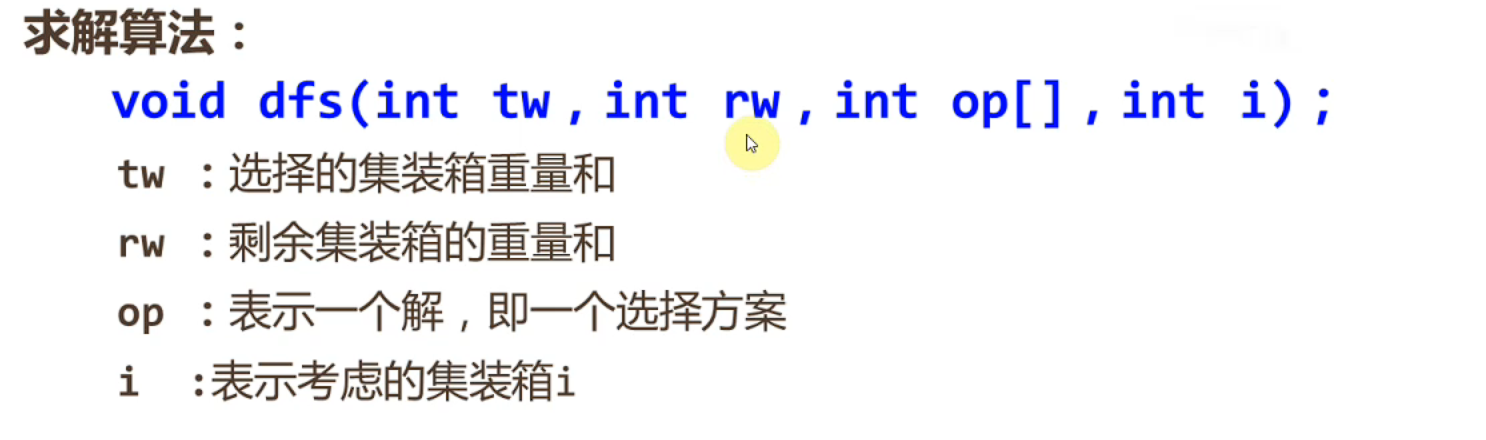 求解算法：
void dfs(int tw，int rw，int op[]，int i)；
tw ：选择的集装箱重量和
rw ：剩余集装箱的重量和
op ：表示一个解，即一个选择方案
i :表示考虑的集装箱i